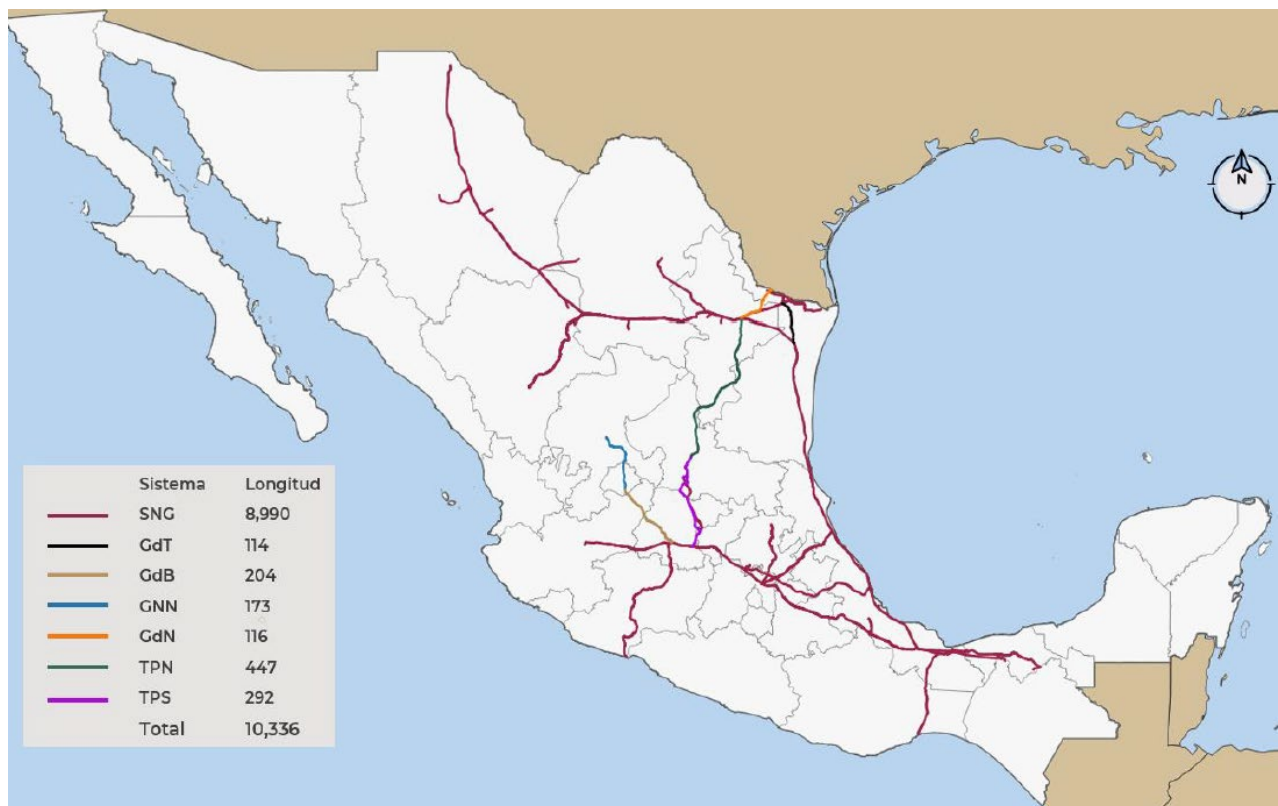 N
Sistema Longitud
SNG 8,990
GdT 114
GdB 204
GNN 173
GdN 116
TPN 447
TPS 292
Total 10,336